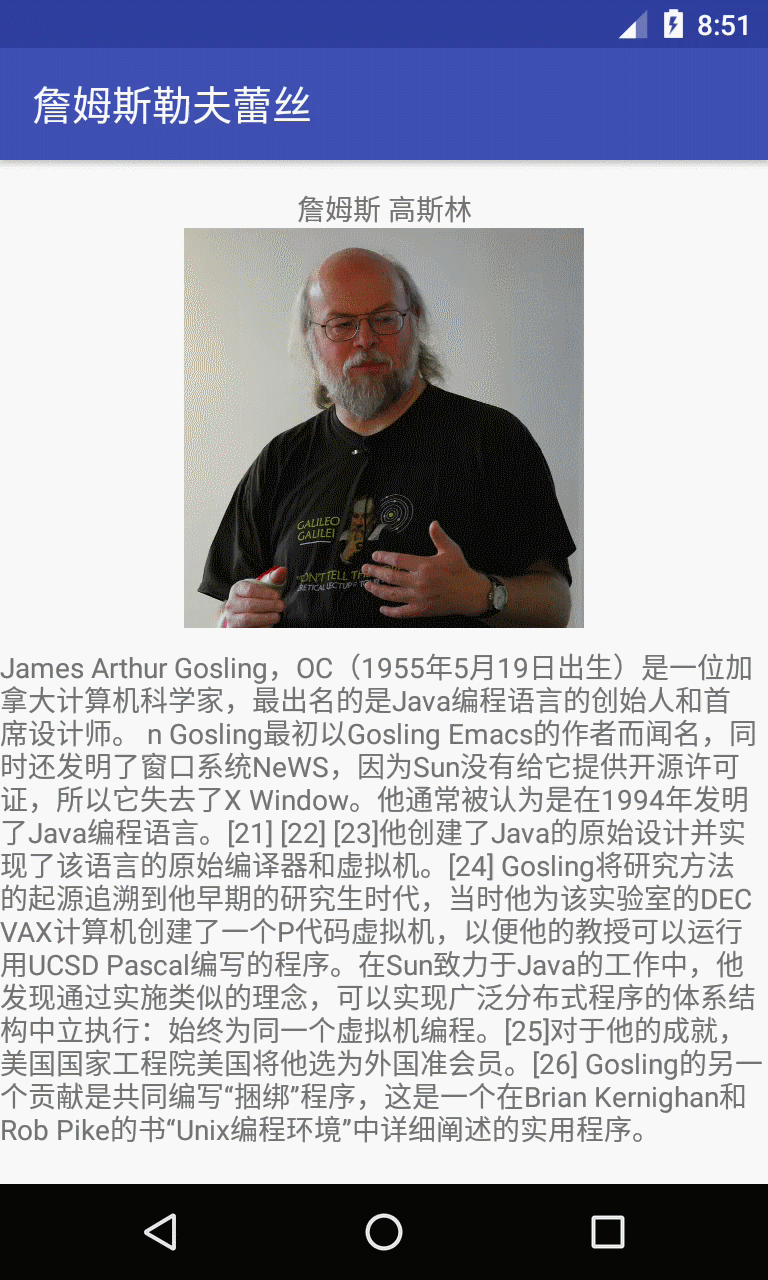 8:51
詹姆斯勒夫蕾丝
詹姆斯 高斯林
GALILEO
GALILEI
James Arthur Gosling，OC（1955年5月19日出生）是一位加
拿大计算机科学家，最出名的是Java编程语言的创始人和首
席设计师。 n Gosling最初以Gosling Emacs的作者而闻名，同
时还发明了窗口系统NeWS，因为Sun没有给它提供开源许可
证，所以它失去了X Window。他通常被认为是在1994年发明
了Java编程语言。[21] [22] [23]他创建了Java的原始设计并实
现了该语言的原始编译器和虚拟机。[24] Gosling将研究方法
的起源追溯到他早期的研究生时代，当时他为该实验室的DEC
VAX计算机创建了一个P代码虚拟机，以便他的教授可以运行
用UCSD Pascal编写的程序。在Sun致力于Java的工作中，他
发现通过实施类似的理念，可以实现广泛分布式程序的体系结
构中立执行：始终为同一个虚拟机编程。[25]对于他的成就，
美国国家工程院美国将他选为外国准会员。[26] Gosling的另一
个贡献是共同编写“捆绑”程序，这是一个在Brian Kernighan和
Rob Pike的书“Unix编程环境”中详细阐述的实用程序。